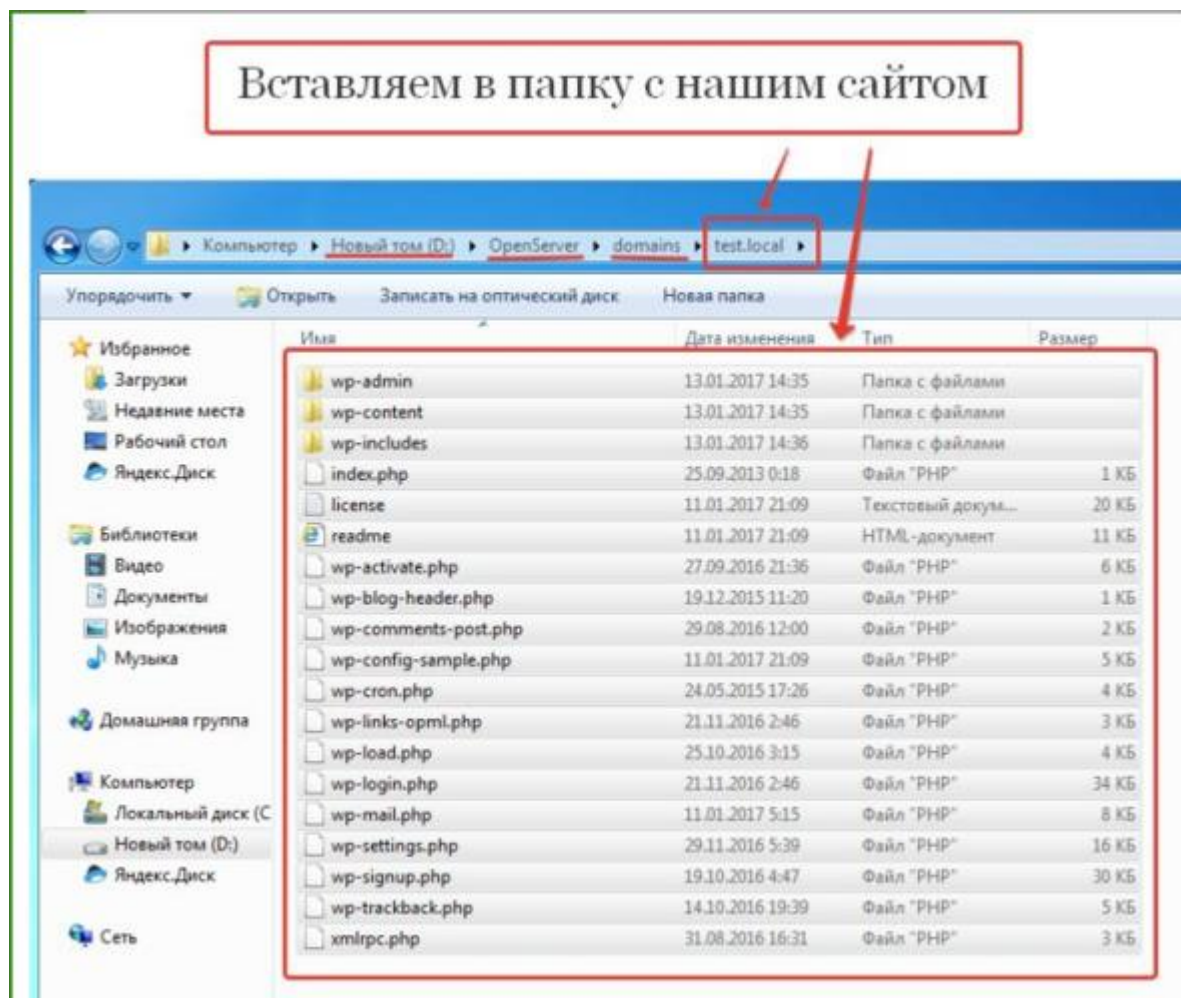 Вставляем в папку с нашим сайтом
Компьютер Новый том (D:) OpenServer domains test.local
Упорядочить Открыть Записать на оптический диск Новая папка
Имя Дата изменения Тип Размер
Избранное
Загрузки
Недавние места
Рабочий стол
Яндекс.Диск
Библиотеки
Видео
Документы
Изображения
Музыка
Домашняя группа
Компьютер
Локальный диск (C
Новый том (D:)
Яндекс.Диск
Сеть
wp-admin 13.01.2017 14:35 Папка с файлами
wp-content 13.01.2017 14:35 Папка с файлами
wp-includes 13.01.2017 14:36 Папка с файлами
index.php 25.09.2013 0:18 Файл "PHP" 1 КБ
license 11.01.2017 21:09 Текстовый докум... 20 КБ
readme 11.01.2017 21:09 HTML-документ 11 КБ
wp-activate.php 27.09.2016 21:36 Файл "PHP" 6 КБ
wp-blog-header.php 19.12.2015 11:20 Файл "PHP" 1 КБ
wp-comments-post.php 29.08.2016 12:00 Файл "PHP" 2 КБ
wp-config-sample.php 11.01.2017 21:09 Файл "PHP" 5 КБ
wp-cron.php 24.05.2015 17:26 Файл "PHP" 4 КБ
wp-links-opml.php 21.11.2016 2:46 Файл "PHP" 3 КБ
wp-load.php 25.10.2016 3:15 Файл "PHP" 4 КБ
wp-login.php 21.11.2016 2:46 Файл "PHP" 34 КБ
wp-mail.php 11.01.2017 5:15 Файл "PHP" 8 КБ
wp-settings.php 29.11.2016 5:39 Файл "PHP" 16 КБ
wp-signup.php 19.10.2016 4:47 Файл "PHP" 30 КБ
wp-trackback.php 14.10.2016 19:39 Файл "PHP" 5 КБ
xmlrpc.php 31.08.2016 16:31 Файл "PHP" 3 КБ